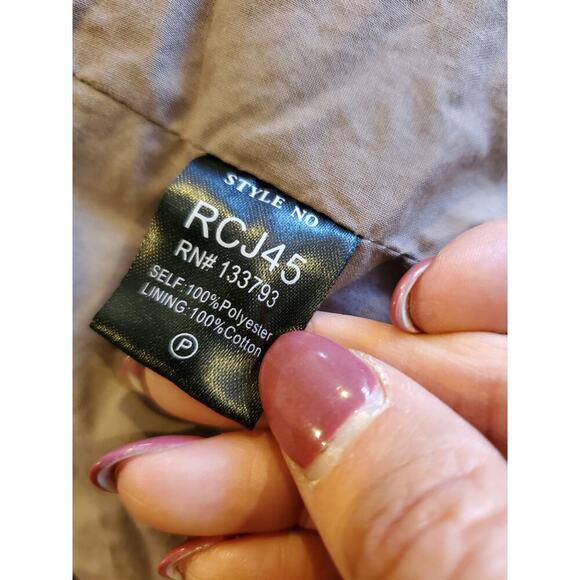 STYLE NO
RCJ45
RN# 133793
SELF:100%Polyester
LINING:100%Cotton
P